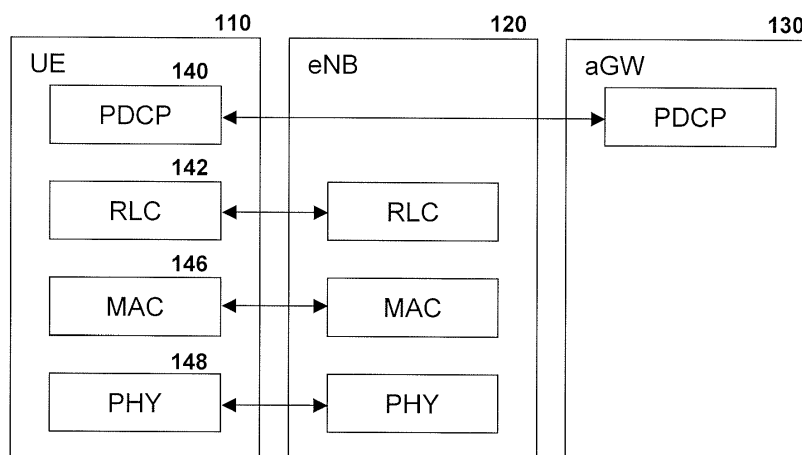 110
120
130
UE
eNB
aGW
140
PDCP
PDCP
142
RLC
RLC
146
MAC
MAC
148
PHY
PHY